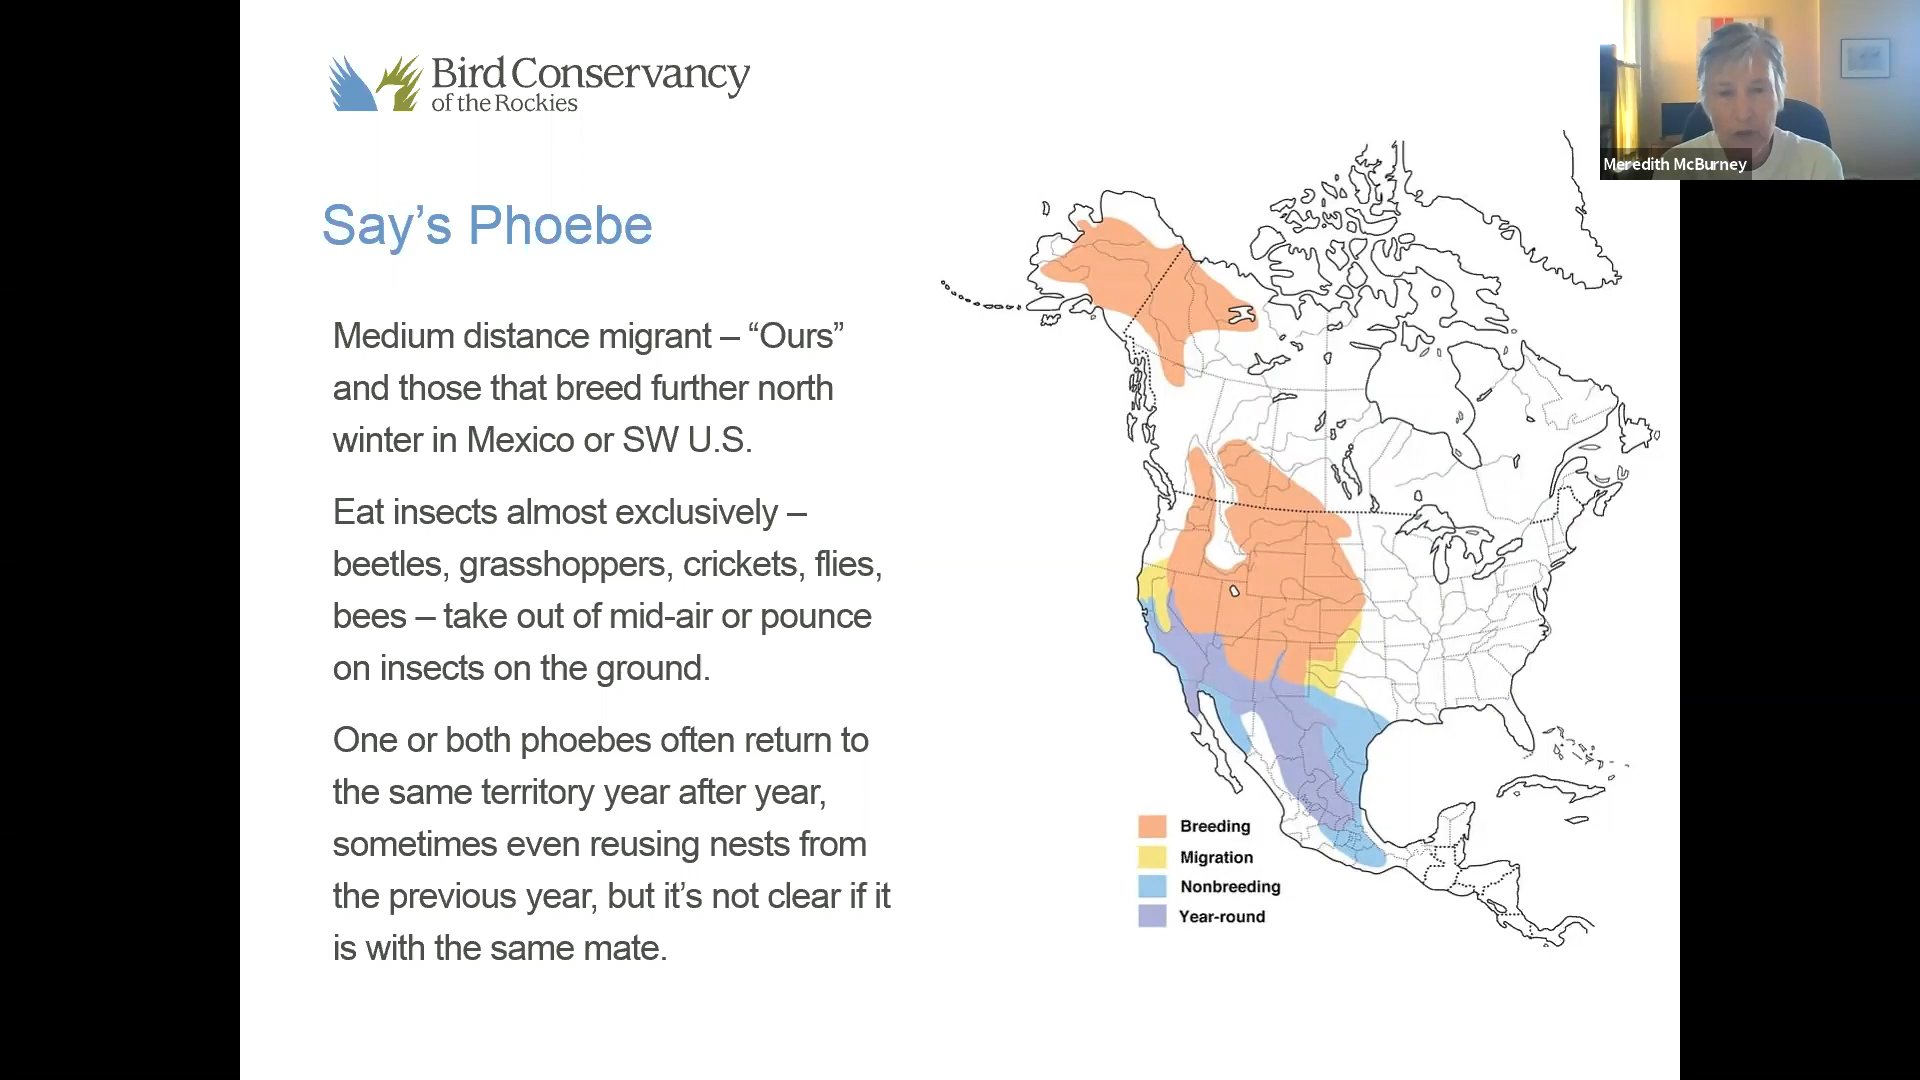 Bird Conservancy
of the Rockies
Meredith McBurney
Say’s Phoebe
Medium distance migrant – “Ours”
and those that breed further north
winter in Mexico or SW U.S.
Eat insects almost exclusively –
beetles, grasshoppers, crickets, flies,
bees – take out of mid-air or pounce
on insects on the ground.
One or both phoebes often return to
the same territory year after year,
sometimes even reusing nests from
the previous year, but it’s not clear if it
is with the same mate.
Breeding
Migration
Nonbreeding
Year-round